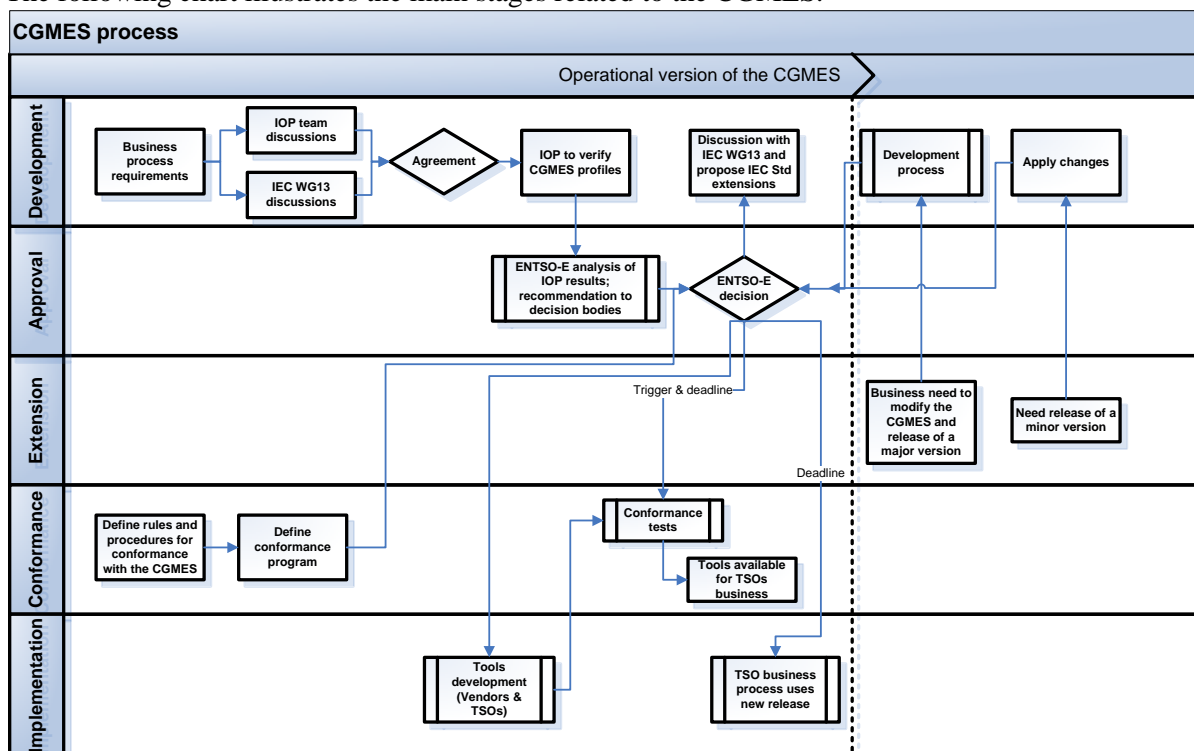 The following chart illustrates the main stages related to the CGMES.
CGMES process
Operational version of the CGMES
Development
Business
process
requirements
IOP team
discussions
IEC WG13
discussions
Agreement
IOP to verify
CGMES profiles
Discussion with
IEC WG13 and
propose IEC Std
extensions
Development
process
Apply changes
Approval
ENTSO-E analysis of
IOP results;
recommendation to
decision bodies
ENTSO-E
decision
Extension
Trigger & deadline
Business need to
modify the
CGMES and
release of a
major version
Need release of a
minor version
Deadline
Conformance
Define rules and
procedures for
conformance
with the CGMES
Define
conformance
program
Conformance
tests
Tools available
for TSOs
business
Implementation
Tools
development
(Vendors &
TSOs)
TSO business
process uses
new release